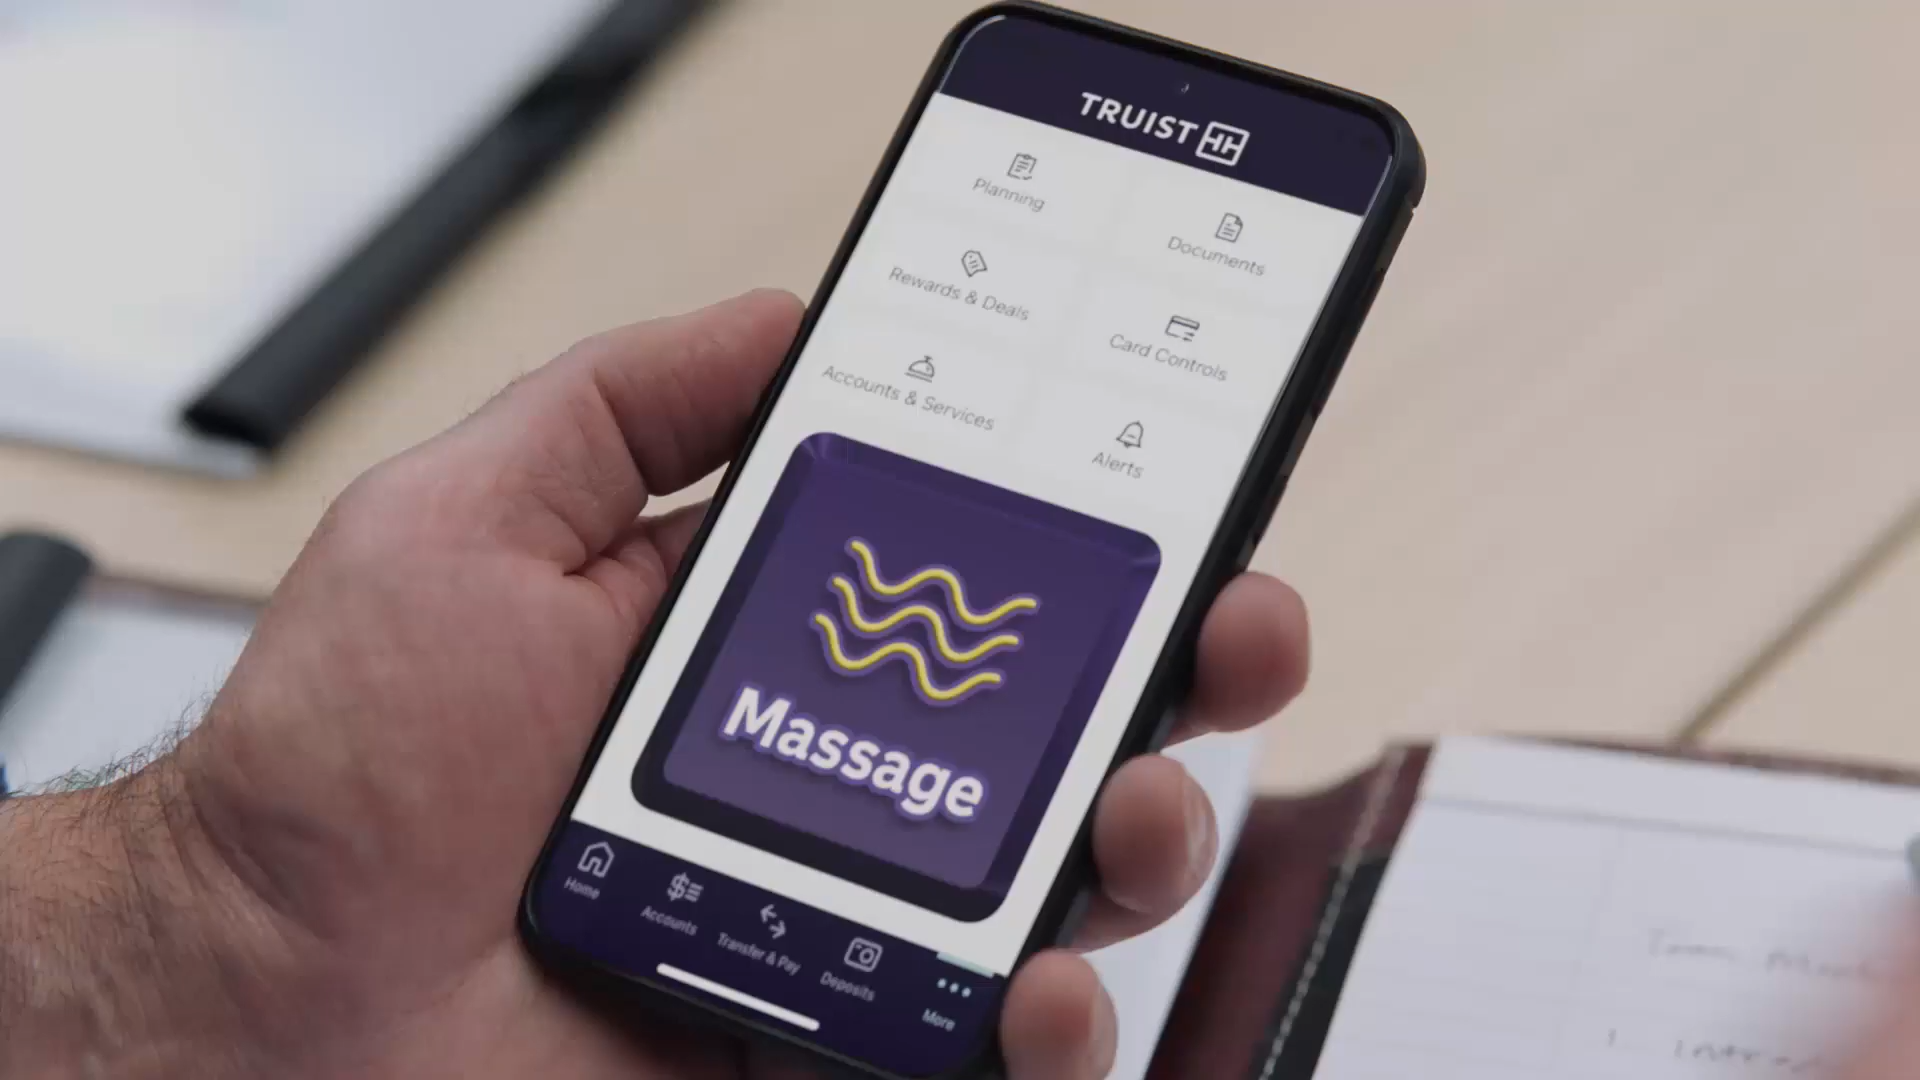 TRUIST
Planning
Documents
Rewards & Deals
Card Controls
Accounts & Services
Alerts
Massage
Home
Accounts
Transfer & Pay
Deposits
More